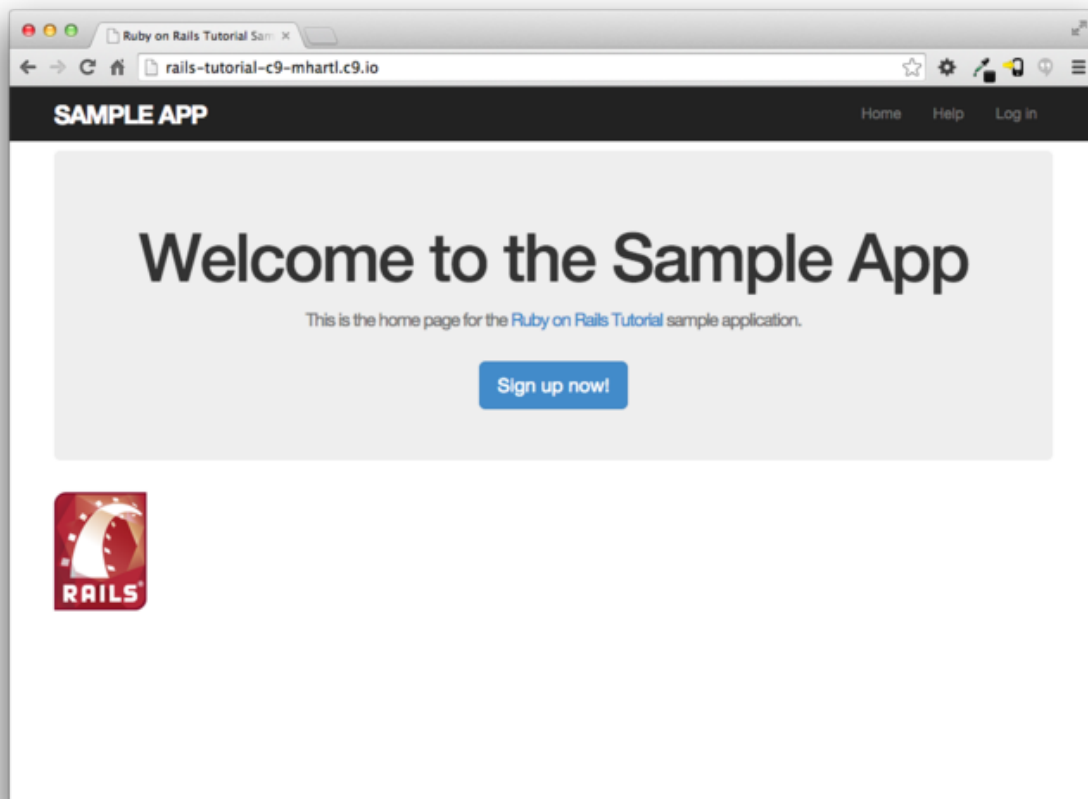 Ruby on Rails Tutorial Sam
rails-tutorial-c9-mhartl.c9.io
SAMPLE APP
Home
Help
Log in
Welcome to the Sample App
This is the home page for the Ruby on Rails Tutorial sample application.
Sign up now!
RAILS